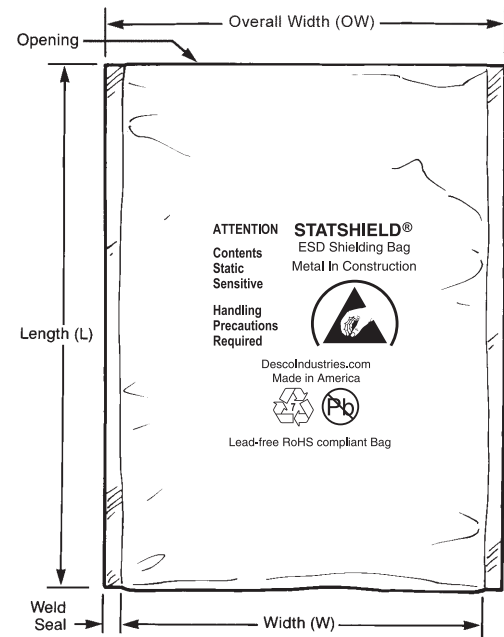 Overall Width (OW)
Opening
ATTENTION
Contents
Static
Sensitive
Handling
Precautions
Required
STATSHIELD®
ESD Shielding Bag
Metal In Construction
Length (L)
DescoIndustries.com
Made in America
7
Pb
Lead-free RoHS compliant Bag
Weld
Seal
Width (W)